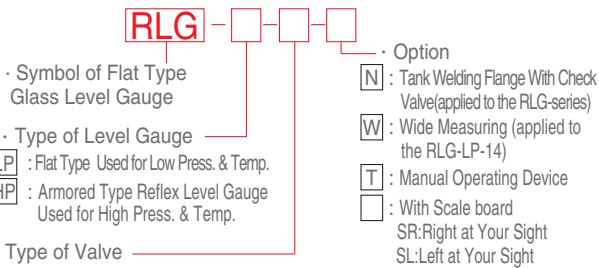 RLG - □ - □ - □
· Symbol of Flat Type
Glass Level Gauge
· Type of Level Gauge
LP : Flat Type Used for Low Press. & Temp.
HP : Armored Type Reflex Level Gauge
Used for High Press. & Temp.
Type of Valve
· Option
N : Tank Welding Flange With Check
Valve(applied to the RLG-series)
W : Wide Measuring (applied to
the RLG-LP-14)
T : Manual Operating Device
□ : With Scale board
SR:Right at Your Sight
SL:Left at Your Sight